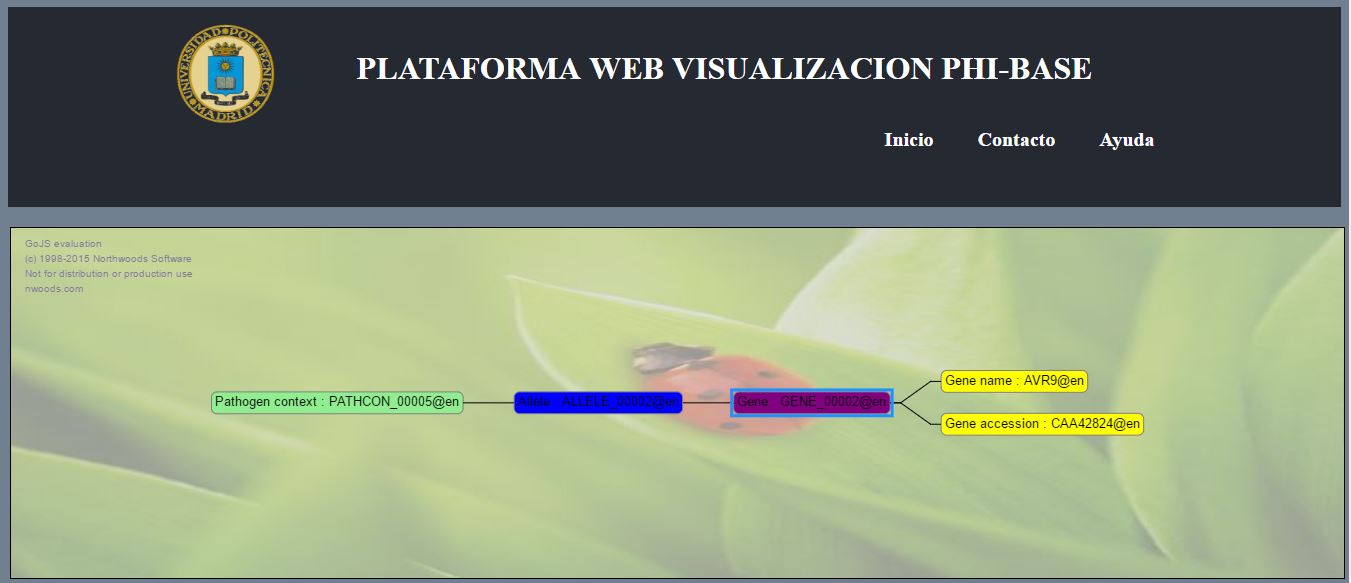 UNIVERSIDAD POLITECNICA
MADRID
PLATAFORMA WEB VISUALIZACION PHI-BASE
Inicio Contacto Ayuda
GoJS evaluation
(c) 1998-2015 Northwoods Software
Not for distribution or production use
nwoods.com
Gene name : AVR9@en
Pathogen context : PATHCON_00005@en Allele : ALLELE_00002@en Gene : GENE_00002@en
Gene accession : CAA42824@en